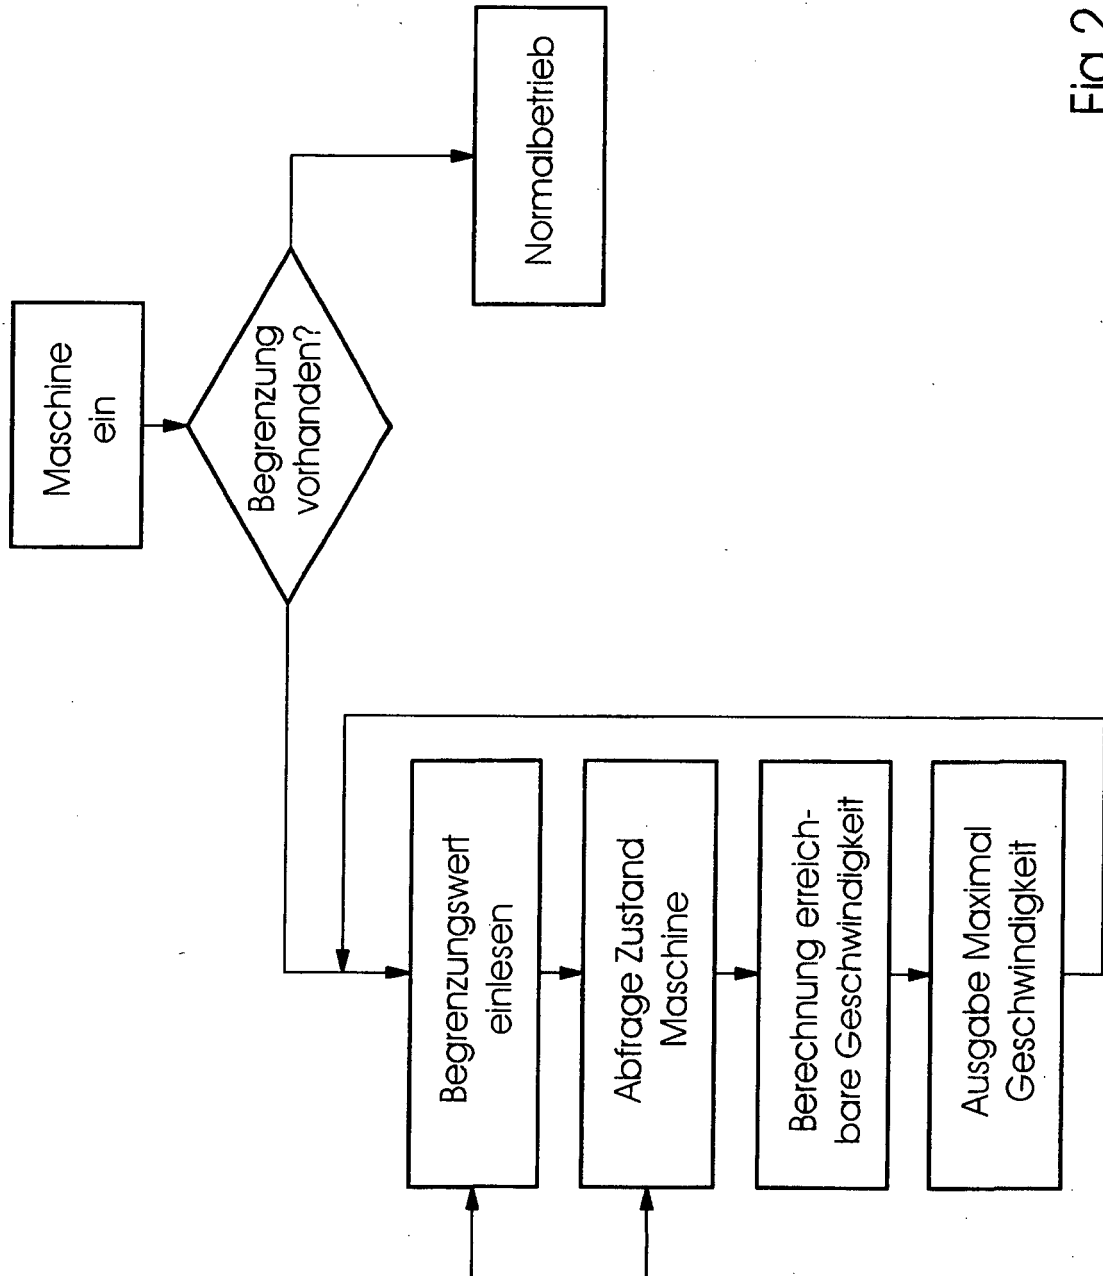 Maschine
ein
Begrenzung
vorhanden?
Normalbetrieb
Begrenzungswert
einlesen
Abfrage Zustand
Maschine
Berechnung erreich-
bare Geschwindigkeit
Ausgabe Maximal
Geschwindigkeit
Fig 2